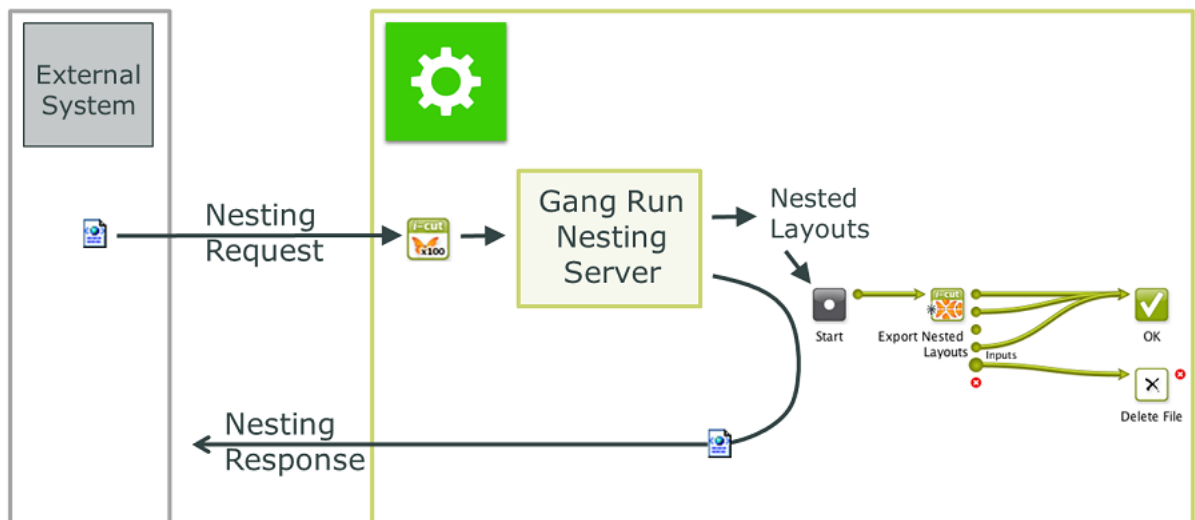 External
System
Nesting
Request
i-cut
x100
Gang Run
Nesting
Server
Nested
Layouts
Start
i-cut
Export Nested
Layouts
Inputs
OK
Delete File
Nesting
Response